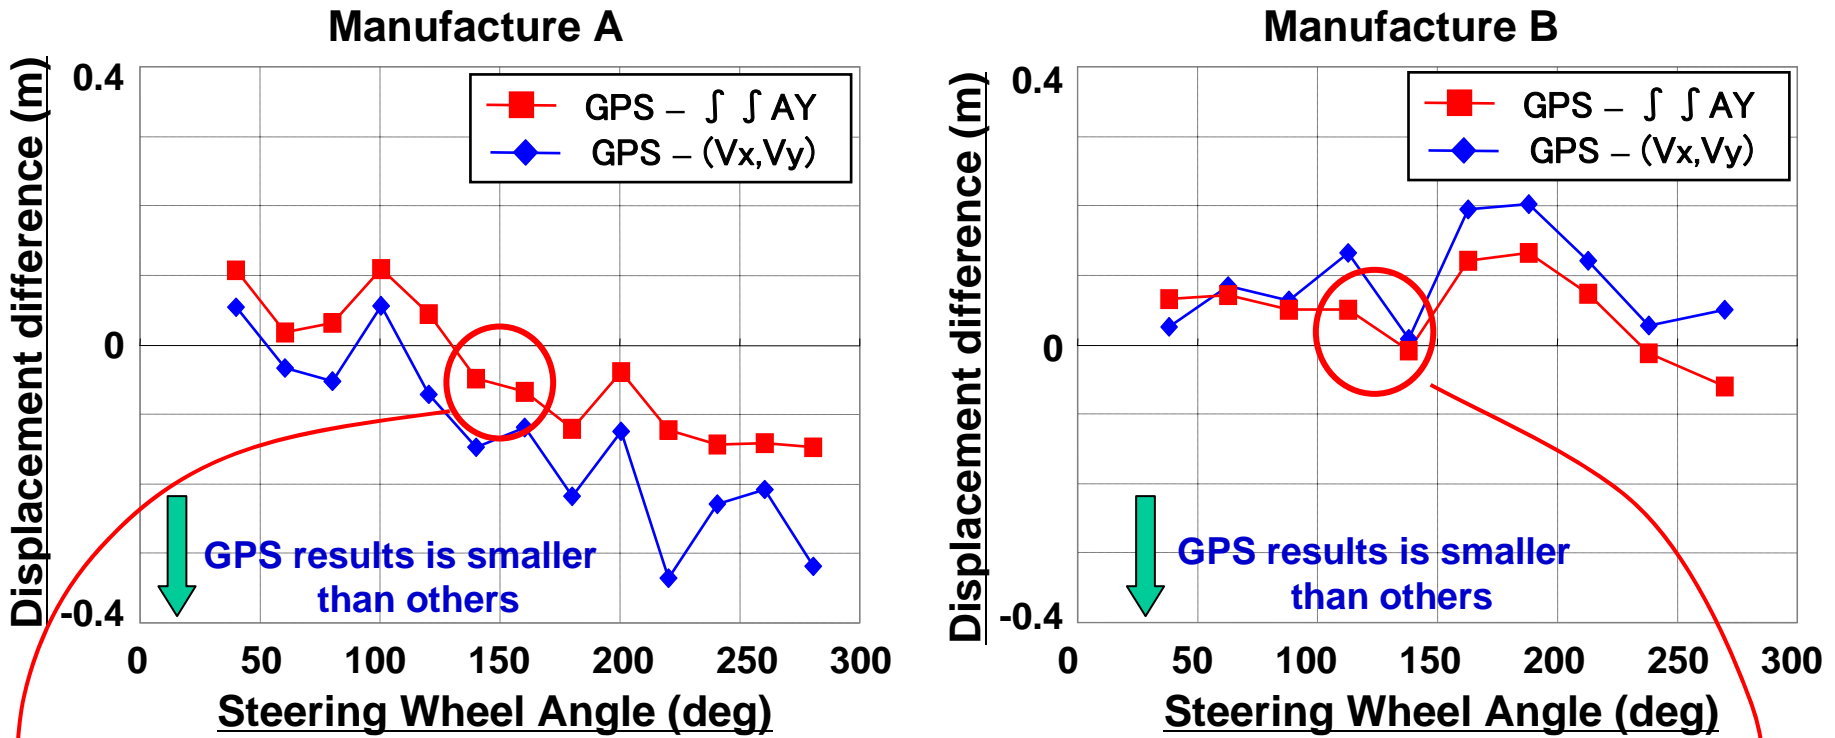 Manufacture A
Displacement difference (m)
0.4
0
-0.4
GPS – ∫ ∫ AY
GPS – (Vx,Vy)
GPS results is smaller
than others
0 50 100 150 200 250 300
Steering Wheel Angle (deg)
Manufacture B
Displacement difference (m)
0.4
0
-0.4
GPS – ∫ ∫ AY
GPS – (Vx,Vy)
GPS results is smaller
than others
0 50 100 150 200 250 300
Steering Wheel Angle (deg)